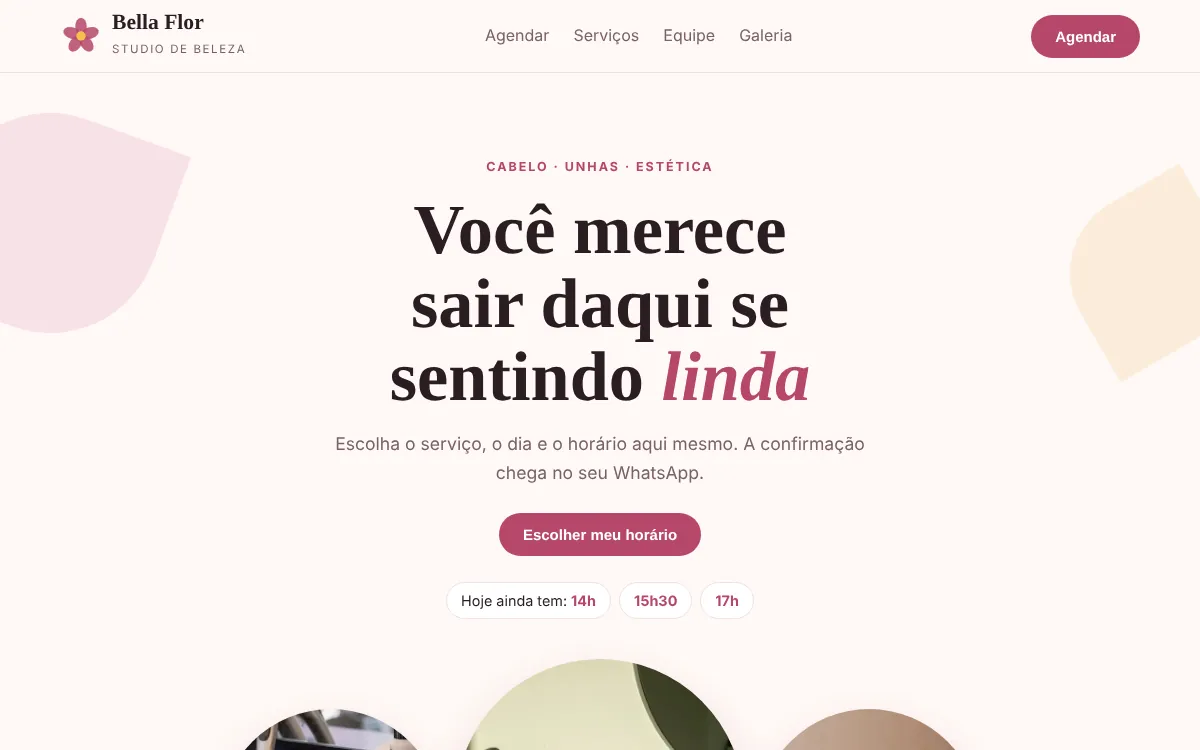 Bella Flor
STUDIO DE BELEZA
Agendar Serviços Equipe Galeria
Agendar
CABELO · UNHAS · ESTÉTICA
Você merece
sair daqui se
sentindo linda
Escolha o serviço, o dia e o horário aqui mesmo. A confirmação
chega no seu WhatsApp.
Escolher meu horário
Hoje ainda tem: 14h 15h30 17h